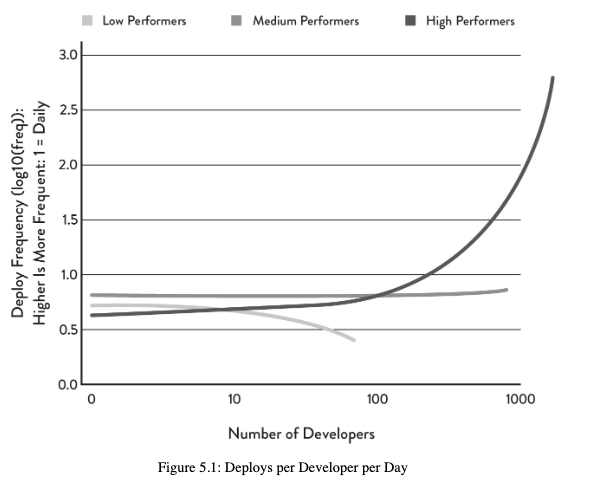 Low Performers Medium Performers High Performers
Deploy Frequency (log10(freq)):
Higher Is More Frequent: 1 = Daily
3.0
2.5
2.0
1.5
1.0
0.5
0.0
0 10 100 1000
Number of Developers
Figure 5.1: Deploys per Developer per Day